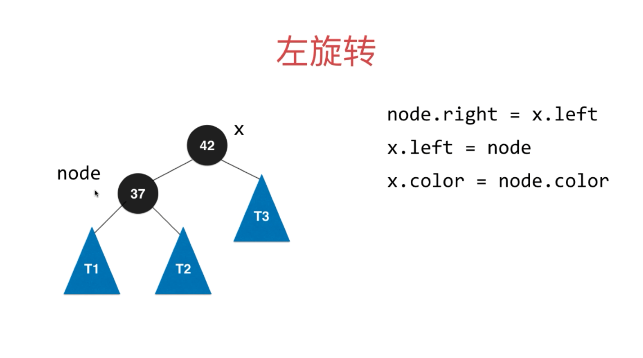 左旋转
node.right = x.left
x.left = node
x.color = node.color
x
42
node
37
T3
T1
T2